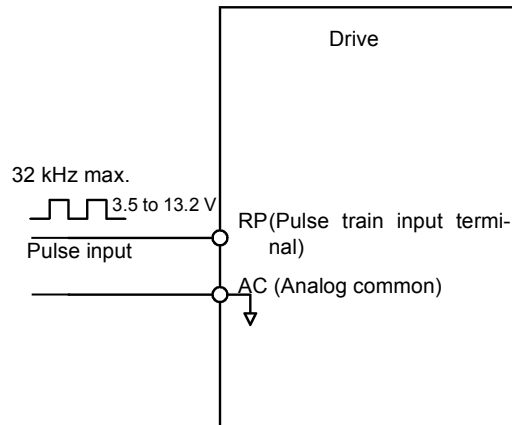 Drive
32 kHz max.
3.5 to 13.2 V
RP(Pulse train input termi-
nal)
Pulse input
AC (Analog common)